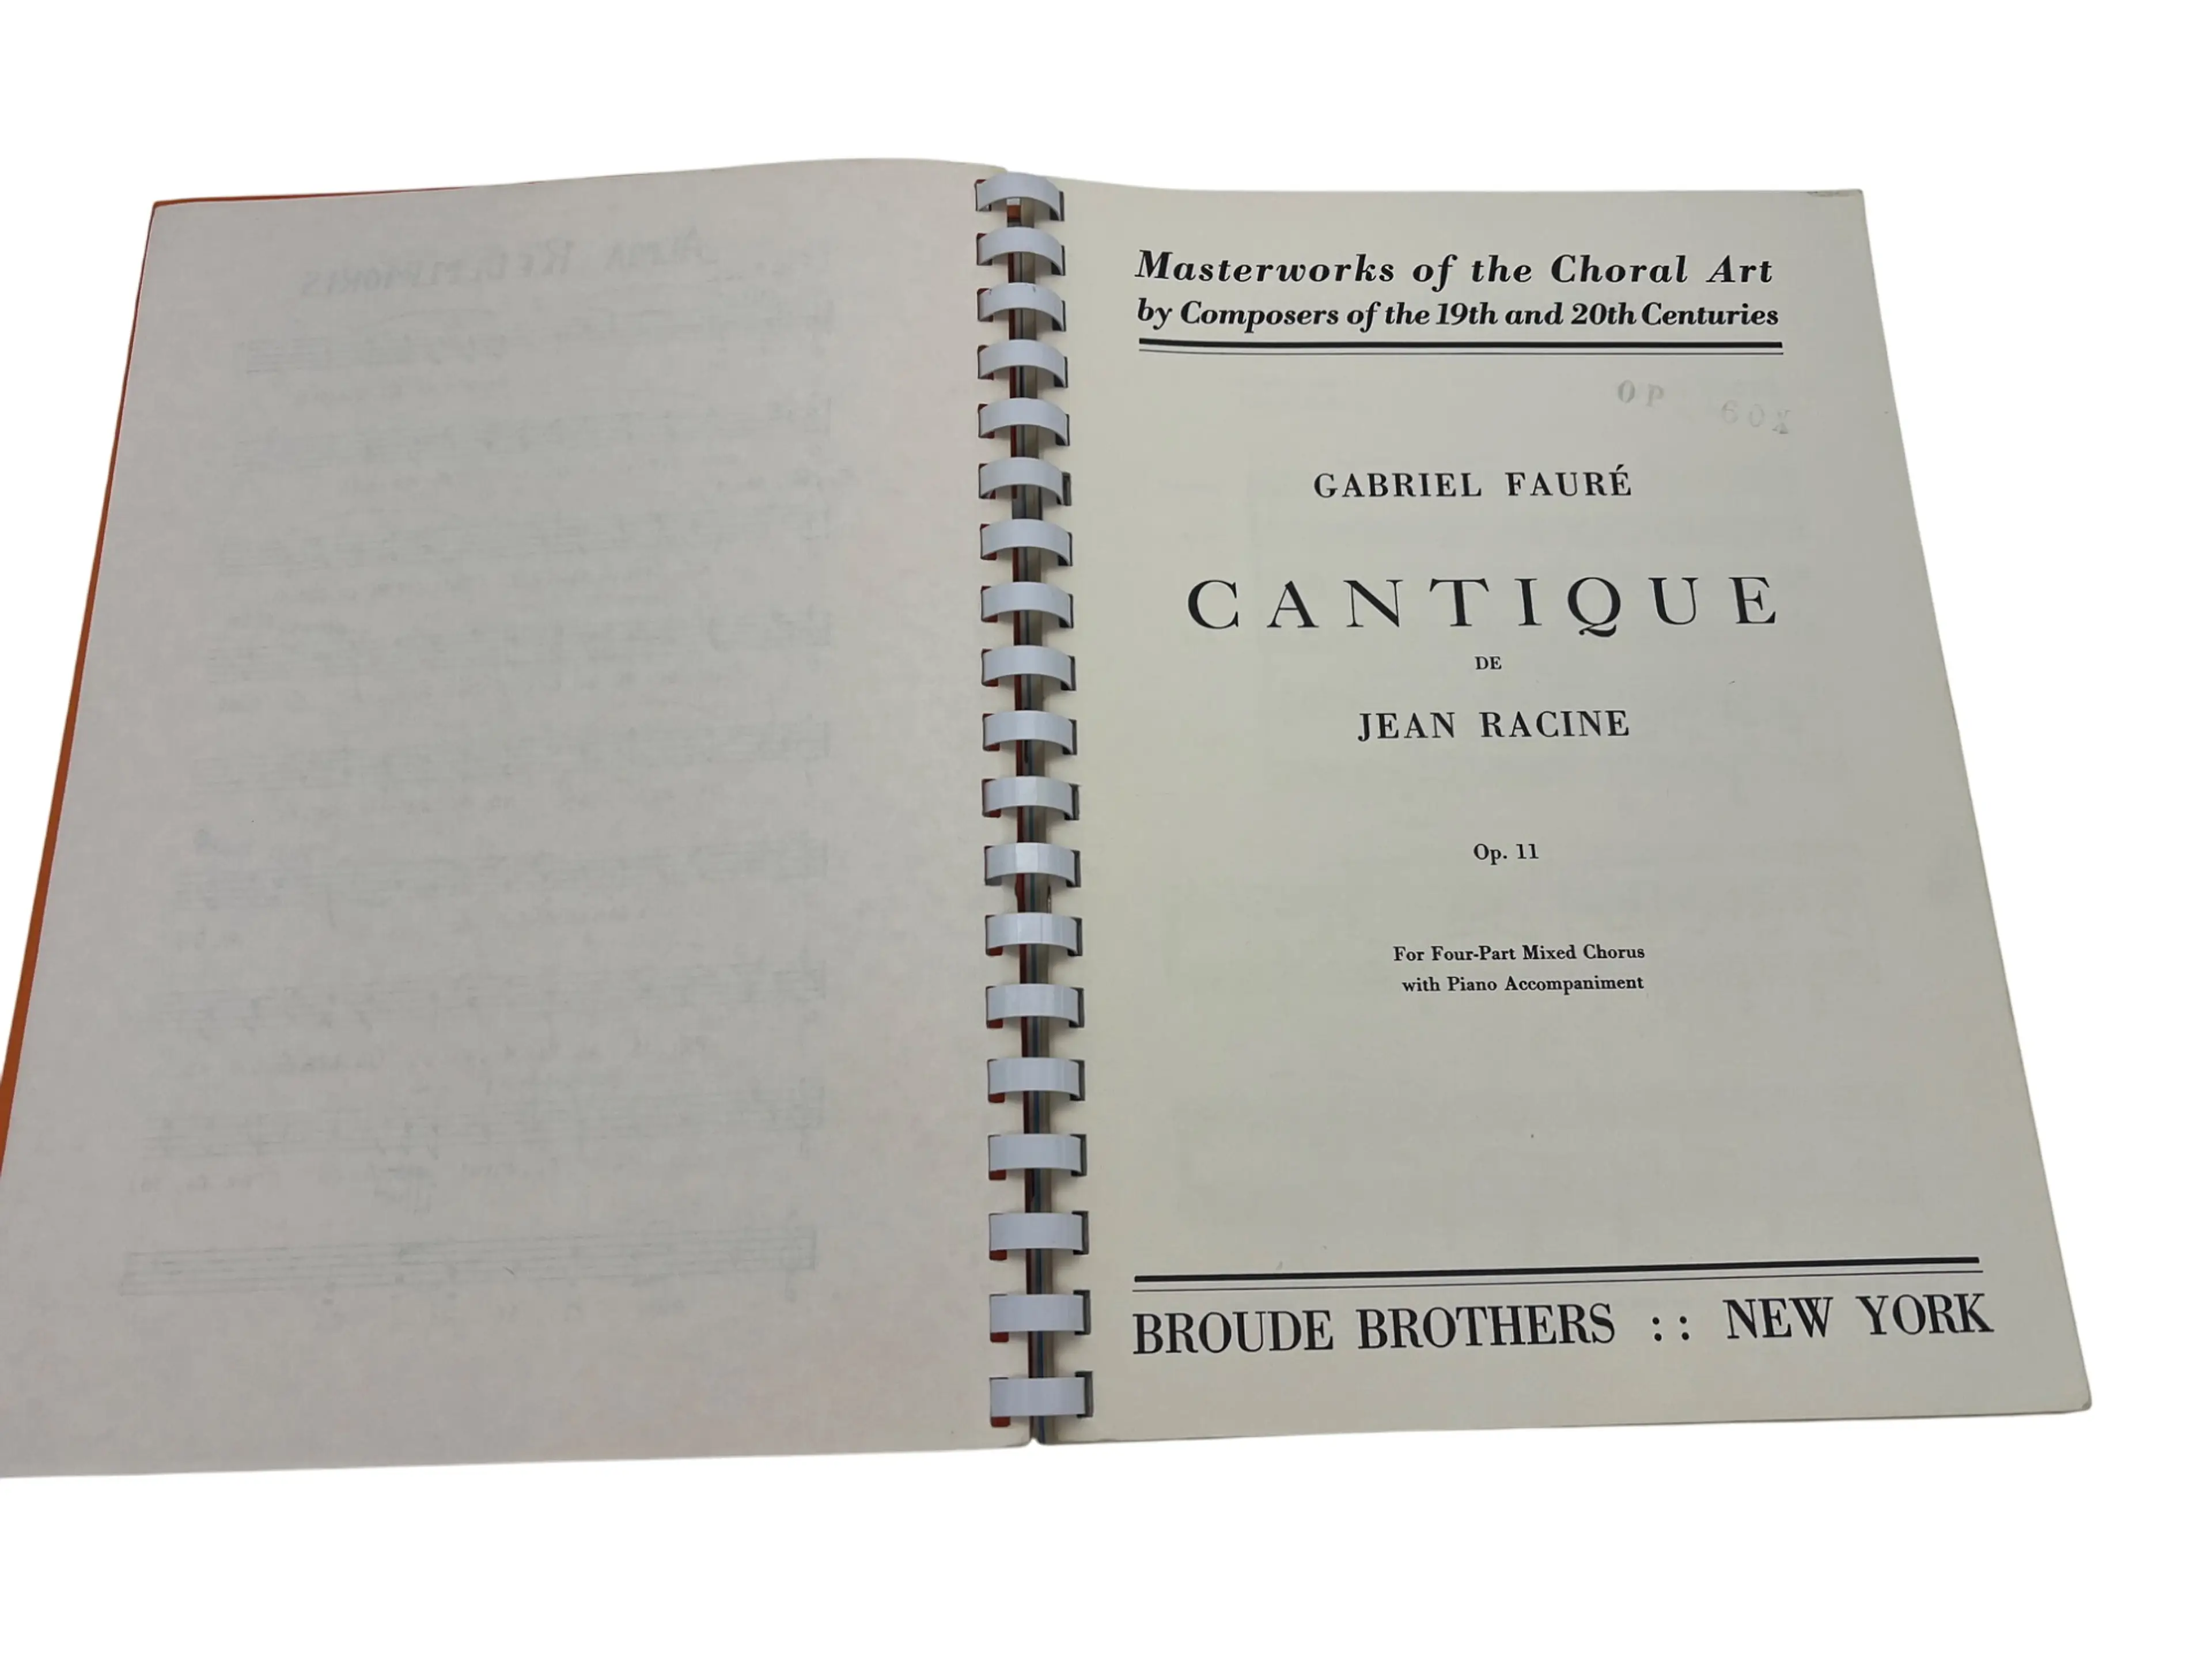 Masterworks of the Choral Art
by Composers of the 19th and 20th Centuries
GABRIEL FAURÉ
CANTIQUE
DE
JEAN RACINE
Op. 11
For Four-Part Mixed Chorus
with Piano Accompaniment
BROUDE BROTHERS :: NEW YORK